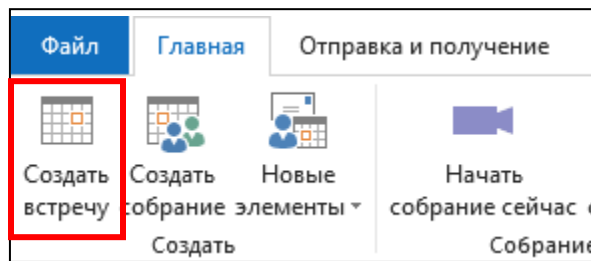 Файл Главная Отправка и получение
Создать встречу
Создать собрание
Новые элементы
Начать собрание сейчас
Создать
Собрание